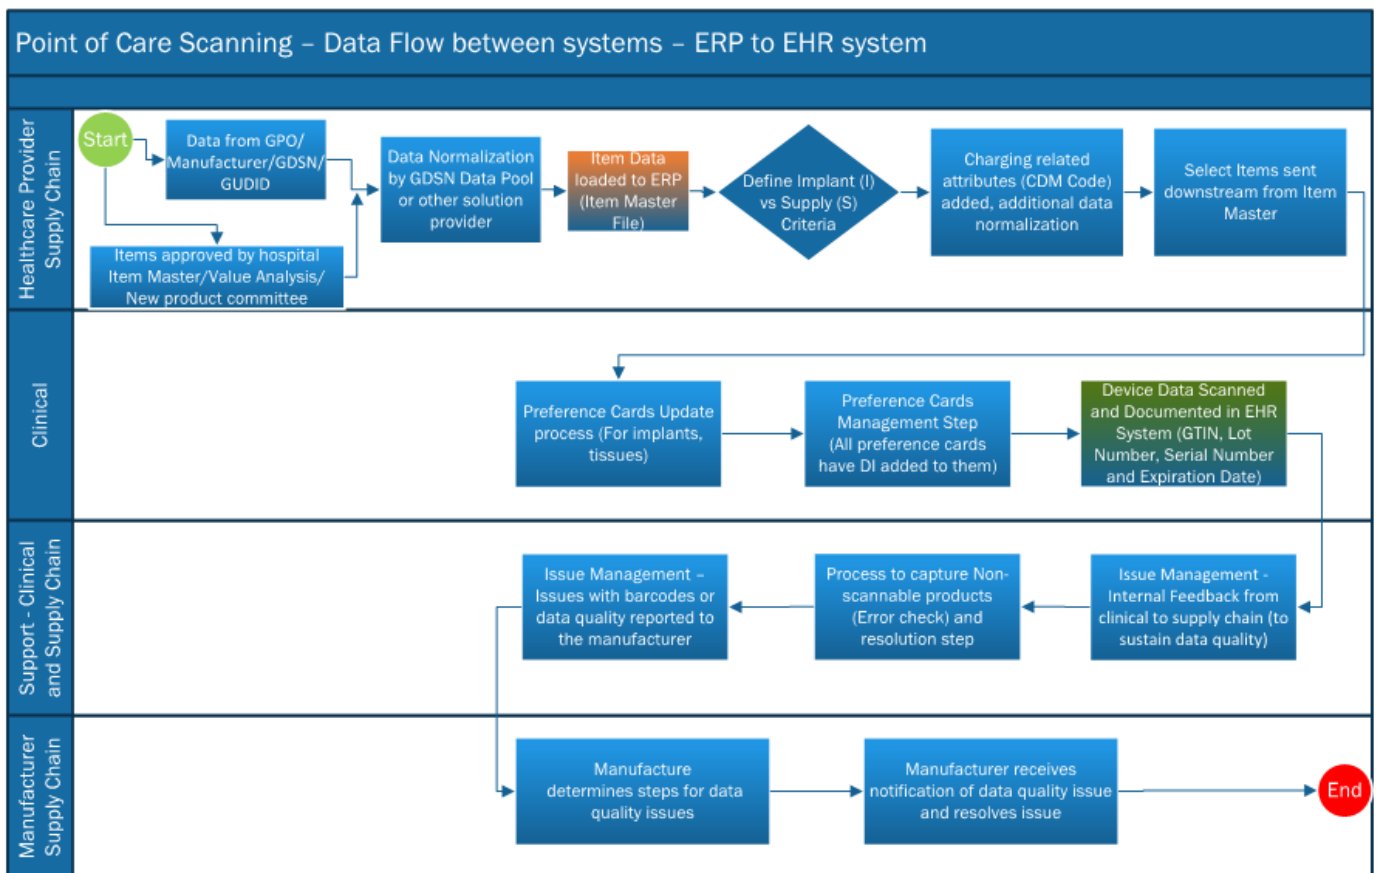 Point of Care Scanning – Data Flow between systems – ERP to EHR system
Healthcare Provider
Supply Chain
Start
Data from GPO/
Manufacturer/GDSN/
GUDID
Items approved by hospital
Item Master/Value Analysis/
New product committee
Data Normalization
by GDSN Data Pool
or other solution
provider
Item Data
loaded to ERP
(Item Master
File)
Define Implant (I)
vs Supply (S)
Criteria
Charging related
attributes (CDM Code)
added, additional data
normalization
Select Items sent
downstream from Item
Master
Clinical
Preference Cards Update
process (For implants,
tissues)
Preference Cards
Management Step
(All preference cards
have DI added to them)
Device Data Scanned
and Documented in EHR
System (GTIN, Lot
Number, Serial Number
and Expiration Date)
Support - Clinical
and Supply Chain
Issue Management –
Issues with barcodes or
data quality reported to
the manufacturer
Process to capture Non-
scannable products
(Error check) and
resolution step
Issue Management -
Internal Feedback from
clinical to supply chain (to
sustain data quality)
Manufacturer
Supply Chain
Manufacture
determines steps for data
quality issues
Manufacturer receives
notification of data quality issue
and resolves issue
End